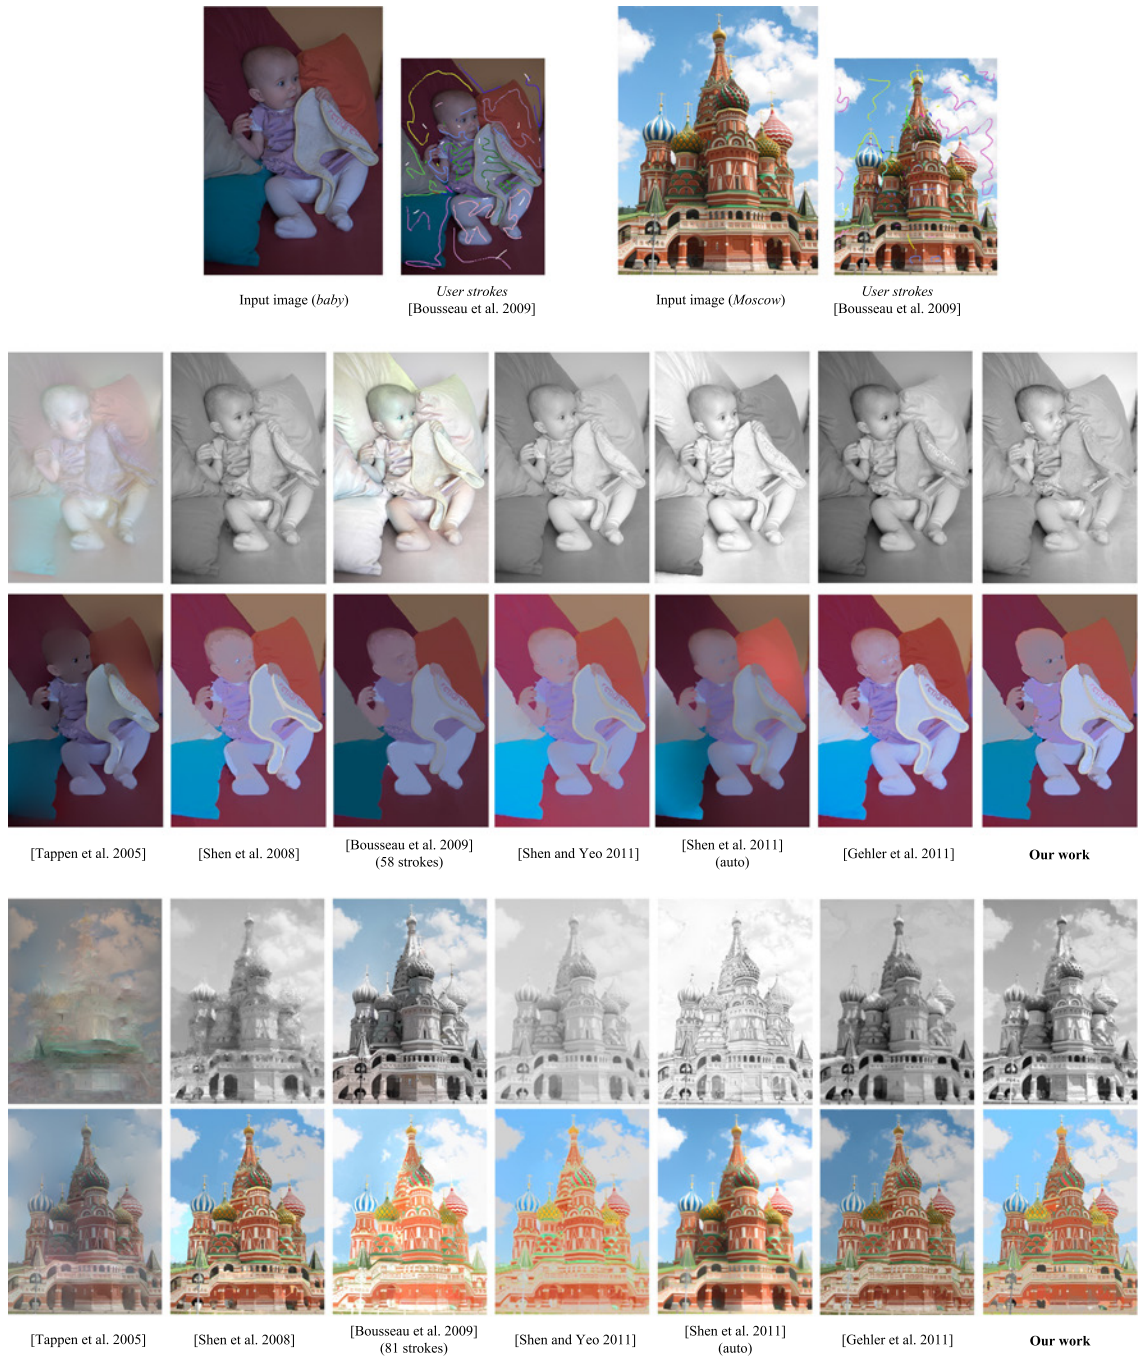 Input image (baby)
User strokes
[Bousseau et al. 2009]
Input image (Moscow)
User strokes
[Bousseau et al. 2009]
[Tappen et al. 2005]
[Shen et al. 2008]
[Bousseau et al. 2009]
(58 strokes)
[Shen and Yeo 2011]
[Shen et al. 2011]
(auto)
[Gehler et al. 2011]
Our work
[Tappen et al. 2005]
[Shen et al. 2008]
[Bousseau et al. 2009]
(81 strokes)
[Shen and Yeo 2011]
[Shen et al. 2011]
(auto)
[Gehler et al. 2011]
Our work